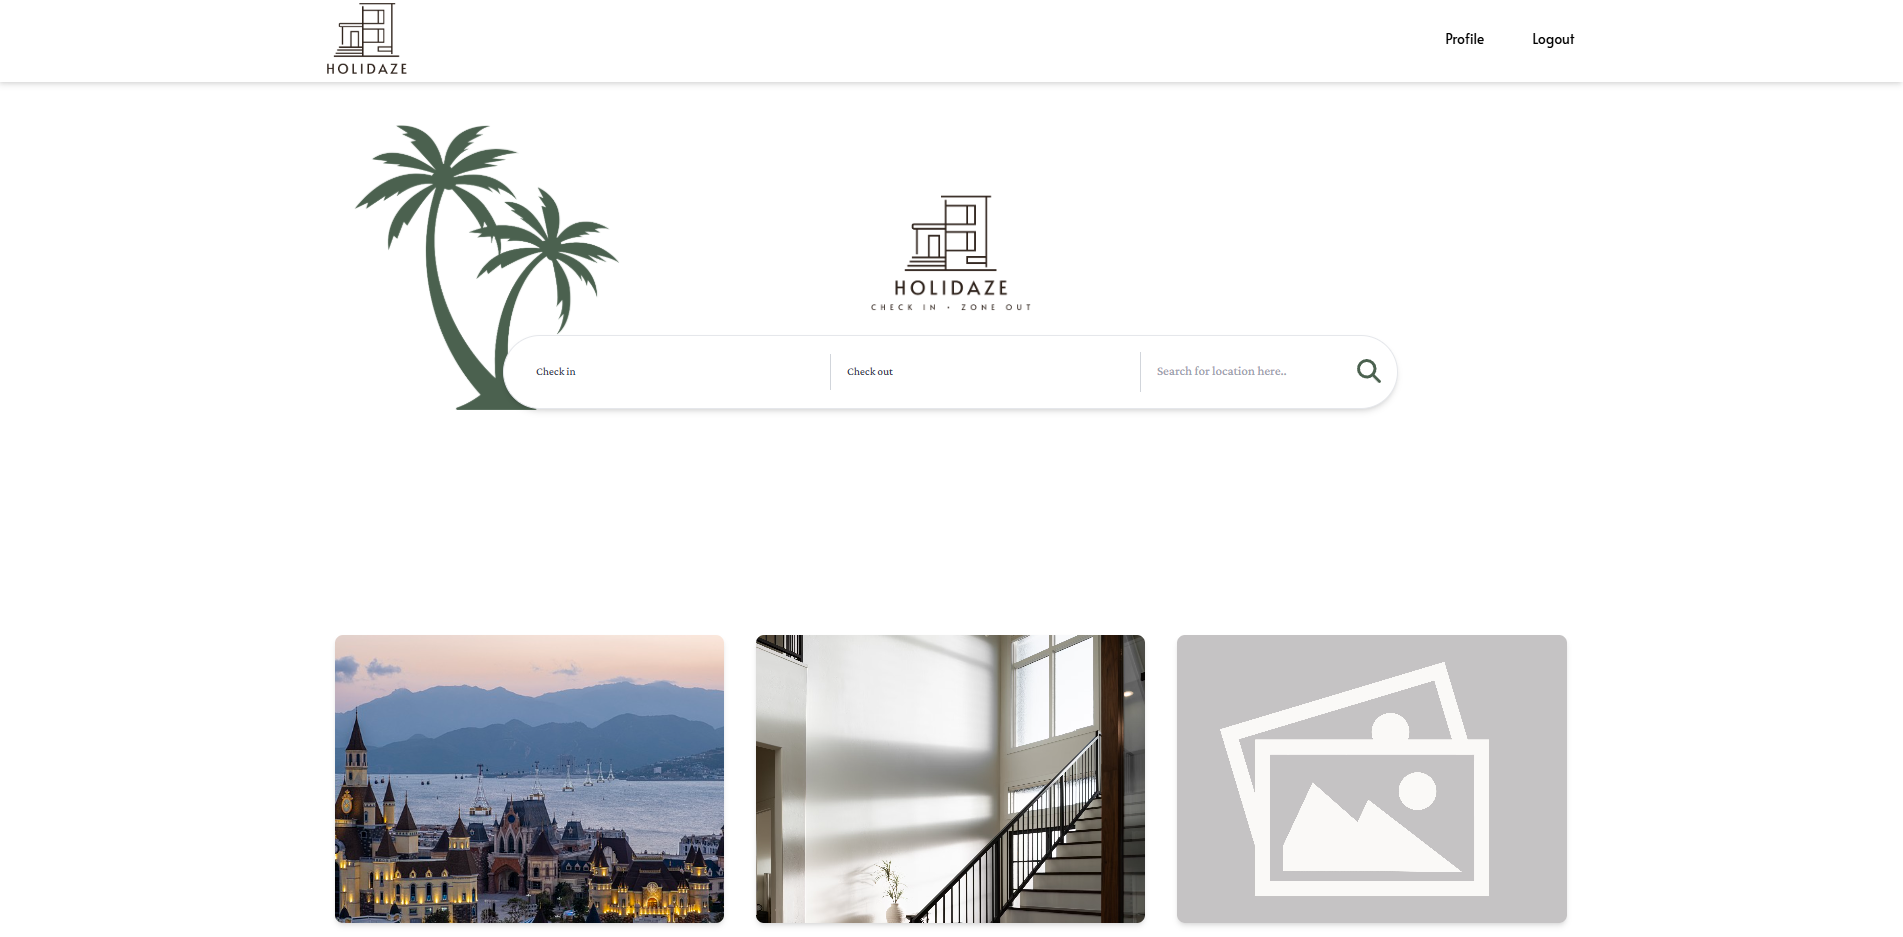 HOLIDAZE
Profile
Logout
HOLIDAZE
CHECK IN • ZONE OUT
Check in
Check out
Search for location here..